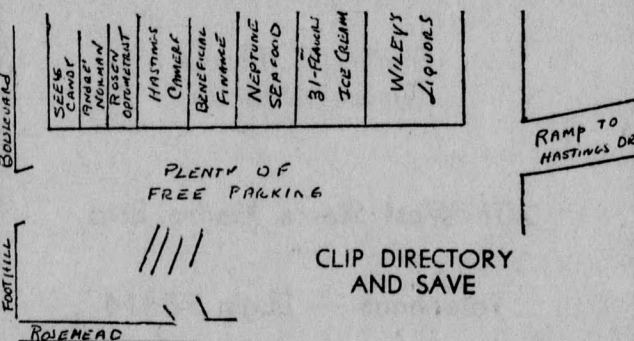 BOULEVARD
SEE'S
CANDY
ANDRE'
NORMAN
ROSEN
OPTOMETRIST
HASTINGS
CAMERA
BENEFICIAL
FINANCE
NEPTUNE
SEAFOOD
31-FLAVORS
ICE CREAM
WILEY'S
LIQUORS
RAMP TO
HASTINGS DR
PLENTY OF
FREE PARKING
FOOTHILL
CLIP DIRECTORY
AND SAVE
ROSEMEAD